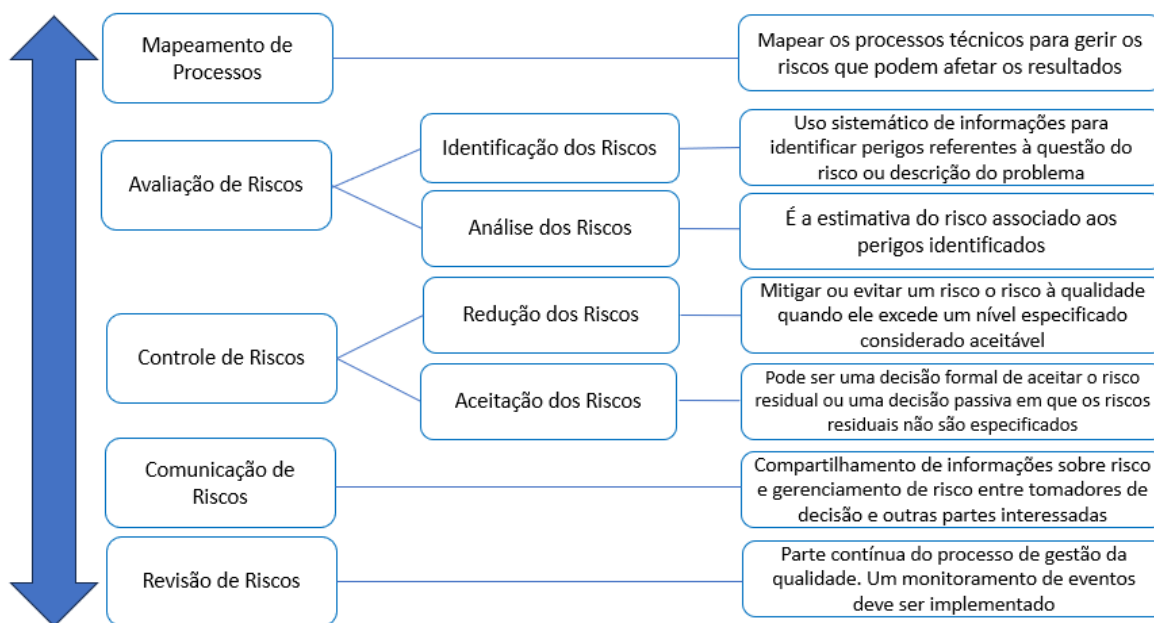 Mapeamento de
Processos
Mapear os processos técnicos para gerir os
riscos que podem afetar os resultados
Avaliação de Riscos
Identificação dos Riscos
Uso sistemático de informações para
identificar perigos referentes à questão do
risco ou descrição do problema
Análise dos Riscos
É a estimativa do risco associado aos
perigos identificados
Controle de Riscos
Redução dos Riscos
Mitigar ou evitar um risco o risco à qualidade
quando ele excede um nível especificado
considerado aceitável
Aceitação dos Riscos
Pode ser uma decisão formal de aceitar o risco
residual ou uma decisão passiva em que os riscos
residuais não são especificados
Comunicação de
Riscos
Compartilhamento de informações sobre risco
e gerenciamento de risco entre tomadores de
decisão e outras partes interessadas
Revisão de Riscos
Parte contínua do processo de gestão da
qualidade. Um monitoramento de eventos
deve ser implementado